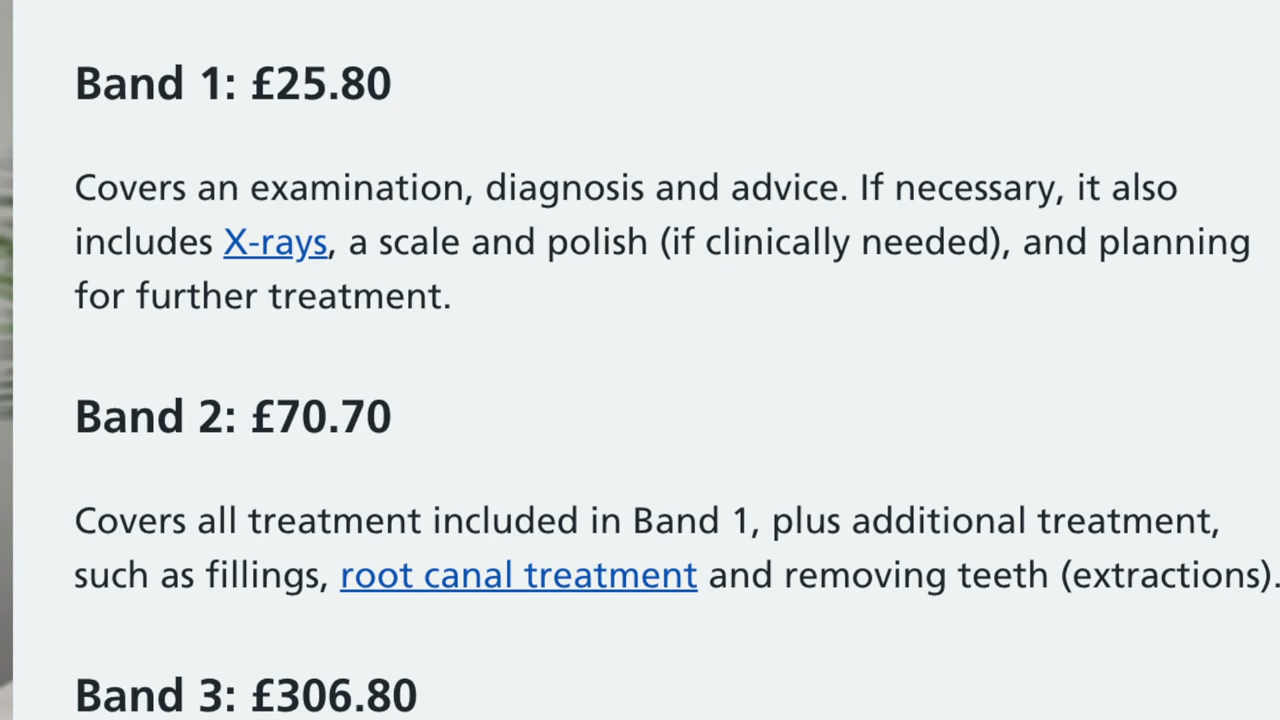 Band 1: £25.80
Covers an examination, diagnosis and advice. If necessary, it also
includes X-rays, a scale and polish (if clinically needed), and planning
for further treatment.
Band 2: £70.70
Covers all treatment included in Band 1, plus additional treatment,
such as fillings, root canal treatment and removing teeth (extractions).
Band 3: £306.80